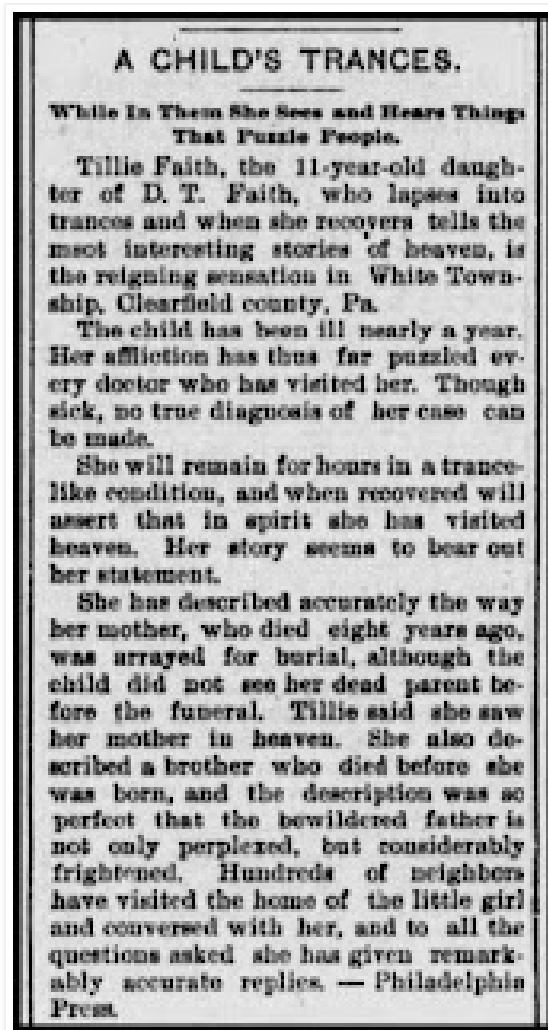 A CHILD'S TRANCES.
While In Them She Sees and Hears Things
That Puzzle People.
Tillie Faith, the 11-year-old daugh-
ter of D. T. Faith, who lapses into
trances and when she recovers tells the
msot interesting stories of heaven, is
the reigning sensation in White Town-
ship, Clearfield county, Pa.
The child has been ill nearly a year.
Her affliction has thus far puzzled ev-
ery doctor who has visited her. Though
sick, no true diagnosis of her case can
be made.
She will remain for hours in a trance-
like condition, and when recovered will
assert that in spirit she has visited
heaven. Her story seems to bear out
her statement.
She has described accurately the way
her mother, who died eight years ago,
was arrayed for burial, although the
child did not see her dead parent be-
fore the funeral. Tillie said she saw
her mother in heaven. She also de-
scribed a brother who died before she
was born, and the description was so
perfect that the bewildered father is
not only perplexed, but considerably
frightened. Hundreds of neighbors
have visited the home of the little girl
and conversed with her, and to all the
questions asked she has given remark-
ably accurate replies. — Philadelphia
Press.